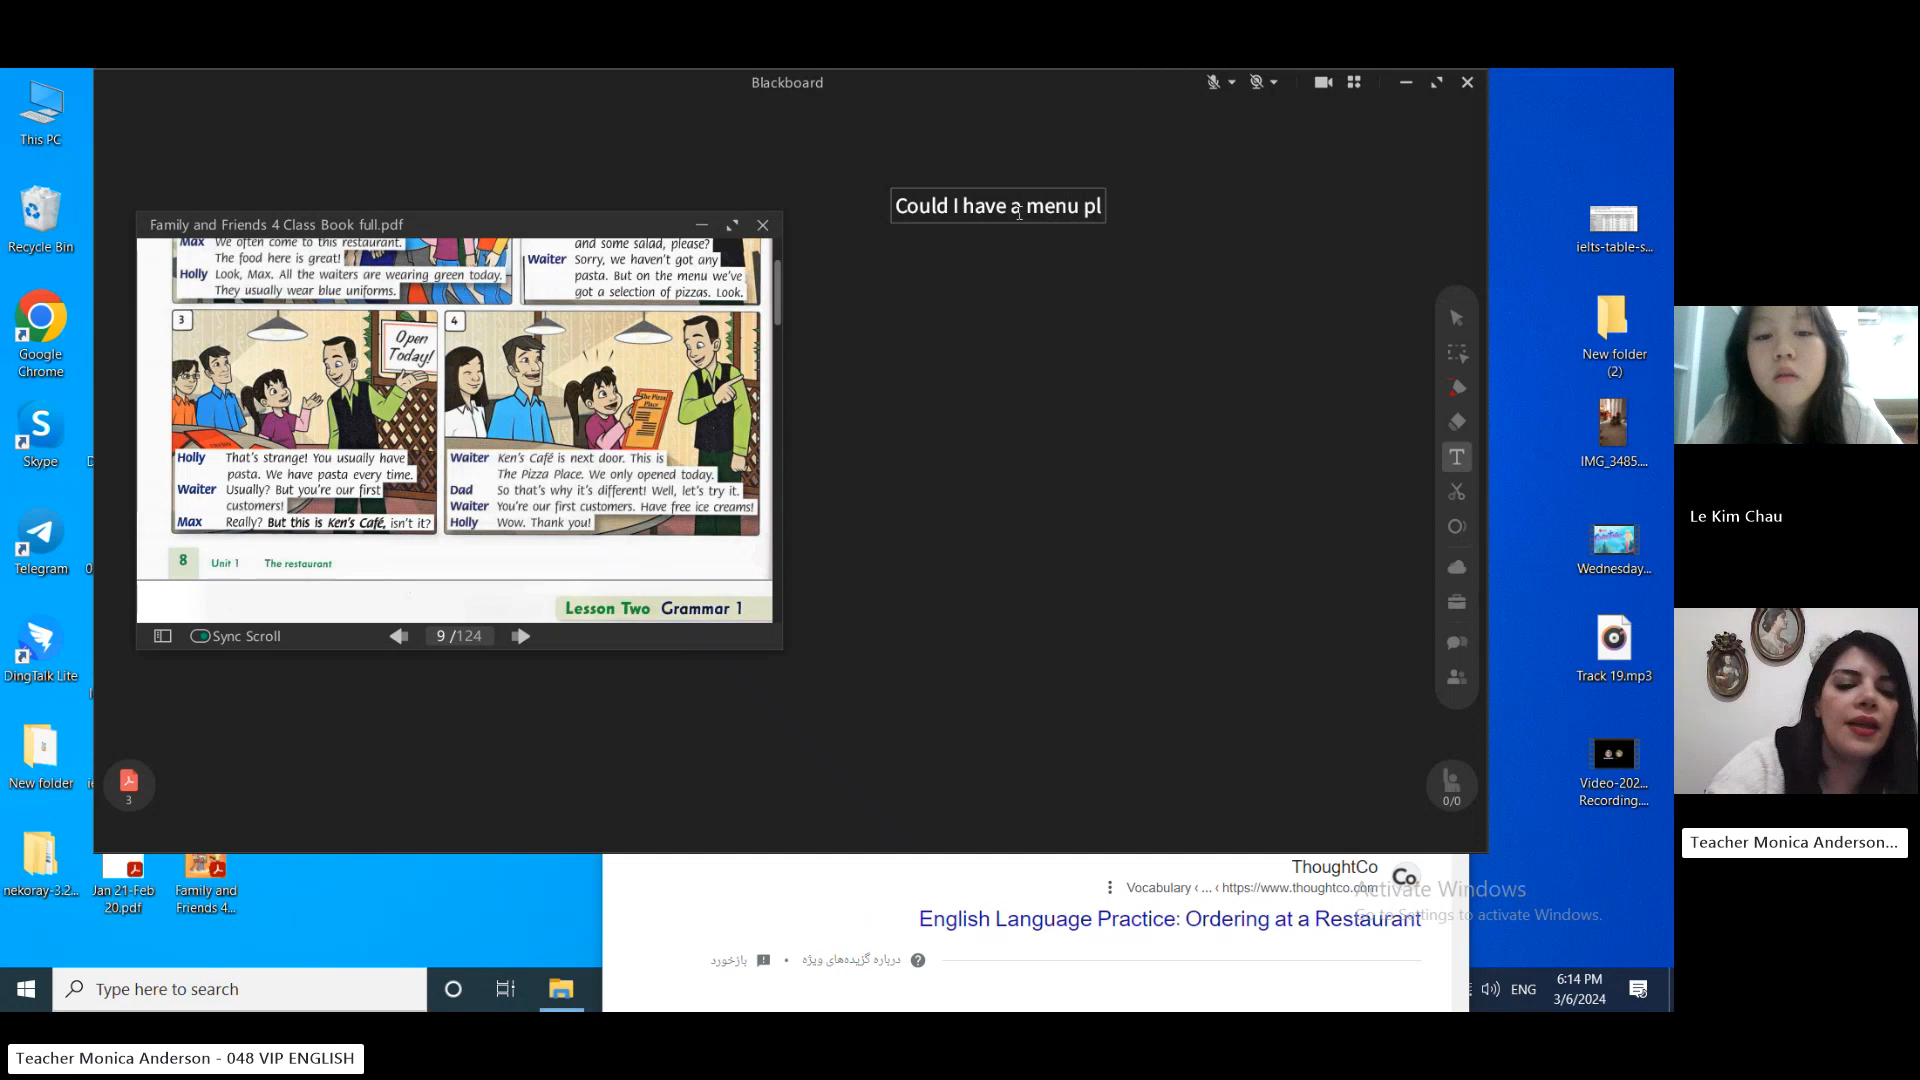 Blackboard
This PC
Recycle Bin
Google
Chrome
Skype
Telegram
DingTalk Lite
New folder
nekoray-3.2...
Jan 21-Feb
20.pdf
Family and
Friends 4...
Could I have a menu pl
Family and Friends 4 Class Book full.pdf
Max We often come to this restaurant.
The food here is great!
Holly Look, Max. All the waiters are wearing green today.
They usually wear blue uniforms.
and some salad, please?
Waiter Sorry, we haven't got any
pasta. But on the menu we've
got a selection of pizzas. Look.
3
Open
Today!
Holly That's strange! You usually have
pasta. We have pasta every time.
Waiter Usually? But you're our first
customers!
Max Really? But this is Ken's Café, isn't it?
4
The Pizza
Place
Waiter Ken's Café is next door. This is
The Pizza Place. We only opened today.
Dad So that's why it's different! Well, let's try it.
Waiter You're our first customers. Have free ice creams!
Holly Wow. Thank you!
8 Unit 1 The restaurant
Lesson Two Grammar 1
Sync Scroll
9 /124
3
0/0
ielts-table-s...
New folder
(2)
IMG_3485....
Wednesday...
Track 19.mp3
Video-202...
Recording....
ThoughtCo
Co
Vocabulary ‹ ... ‹ https://www.thoughtco.com
English Language Practice: Ordering at a Restaurant
درباره گزیده‌های ویژه • بازخورد
Activate Windows
Go to Settings to activate Windows.
Type here to search
ENG
6:14 PM
3/6/2024
Le Kim Chau
Teacher Monica Anderson...
Teacher Monica Anderson - 048 VIP ENGLISH